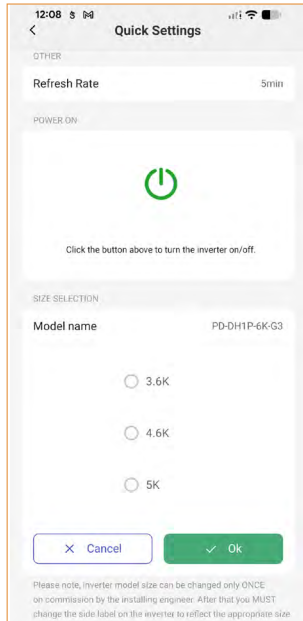 12:08
Quick Settings
OTHER
Refresh Rate 5min
POWER ON
Click the button above to turn the inverter on/off.
SIZE SELECTION
Model name PD-DH1P-6K-G3
3.6K
4.6K
5K
Cancel Ok
Please note, Inverter model size can be changed only ONCE
on commission by the installing engineer. After that you MUST
change the side label on the inverter to reflect the appropriate size